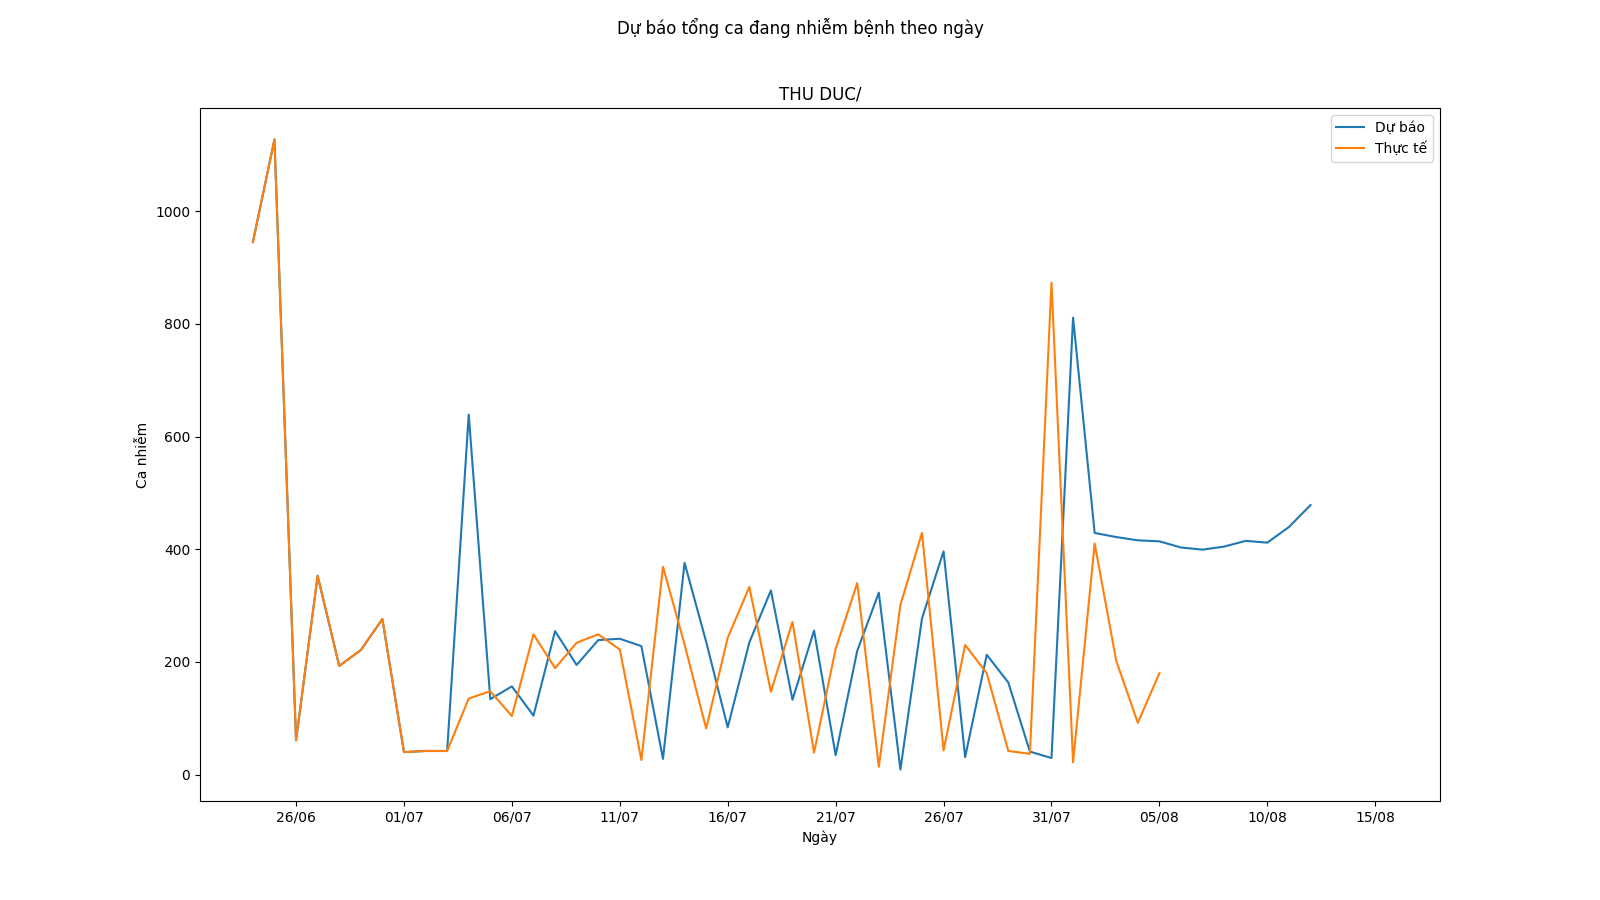 Dự báo tổng ca đang nhiễm bệnh theo ngày
THU DUC/
Dự báo
Thực tế
1000
800
600
400
200
0
Ca nhiễm
26/06 01/07 06/07 11/07 16/07 21/07 26/07 31/07 05/08 10/08 15/08
Ngày